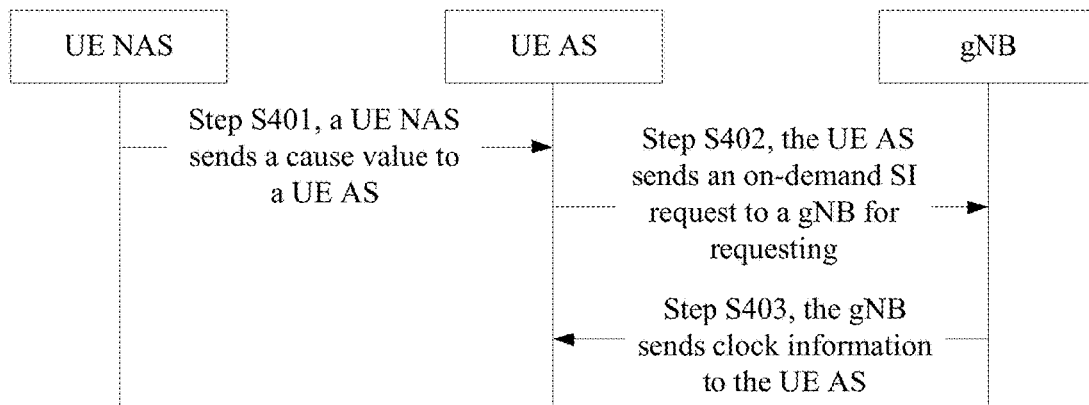 UE NAS
UE AS
gNB
Step S401, a UE NAS
sends a cause value to
a UE AS
Step S402, the UE AS
sends an on-demand SI
request to a gNB for
requesting
Step S403, the gNB
sends clock information
to the UE AS